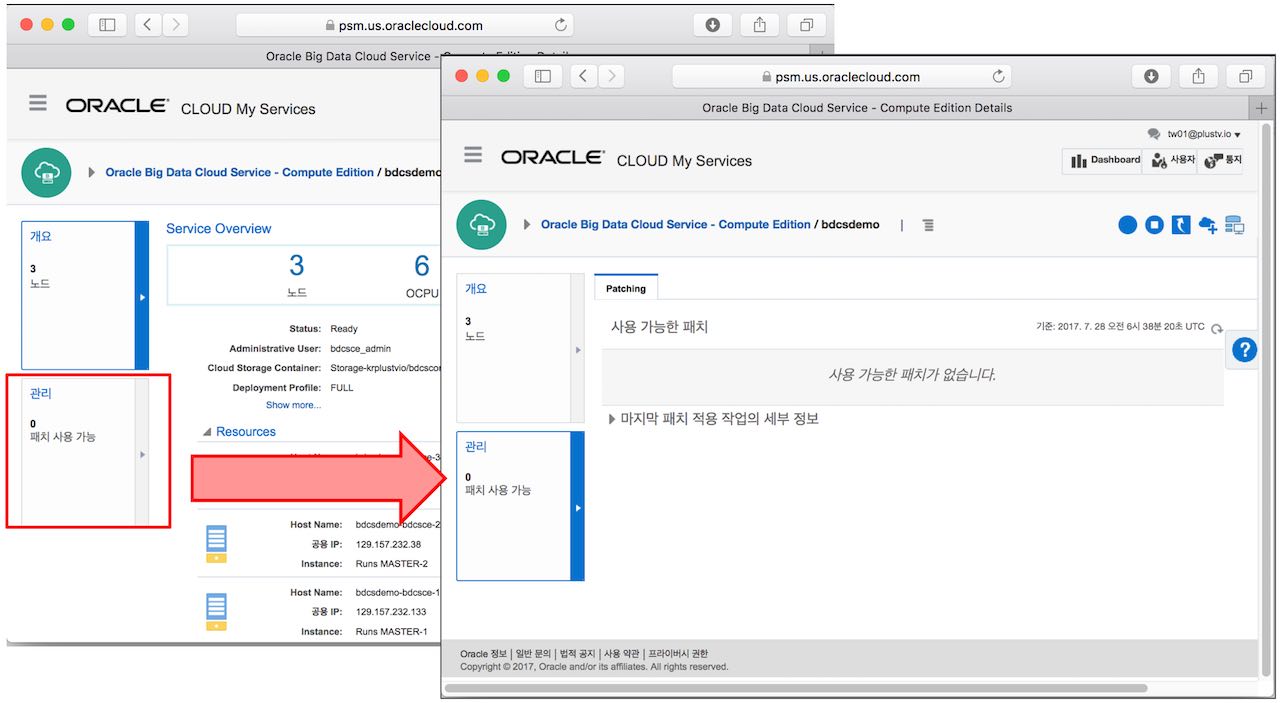 psm.us.oraclecloud.com
Oracle Big Data Cloud Service -
ORACLE CLOUD My Services
Oracle Big Data Cloud Service - Compute Edition / bdcsdemo
개요
3
노드
관리
0
패치 사용 가능
Service Overview
3
노드
6
OCPU
Status: Ready
Administrative User: bdcsce_admin
Cloud Storage Container: Storage-krplustvio/bdcscor
Deployment Profile: FULL
Show more...
Resources
Host Name: bdcsdemo-bdcsce-2
공용 IP: 129.157.232.38
Instance: Runs MASTER-2
Host Name: bdcsdemo-bdcsce-1
공용 IP: 129.157.232.133
Instance: Runs MASTER-1
psm.us.oraclecloud.com
Oracle Big Data Cloud Service - Compute Edition Details
tw01@plustv.io
ORACLE CLOUD My Services
Dashboard
사용자
통지
Oracle Big Data Cloud Service - Compute Edition / bdcsdemo |
개요
3
노드
관리
0
패치 사용 가능
Patching
사용 가능한 패치
기준: 2017. 7. 28 오전 6시 38분 20초 UTC
?
사용 가능한 패치가 없습니다.
마지막 패치 적용 작업의 세부 정보
Oracle 정보 | 일반 문의 | 법적 공지 | 사용 약관 | 프라이버시 권한
Copyright © 2017, Oracle and/or its affiliates. All rights reserved.